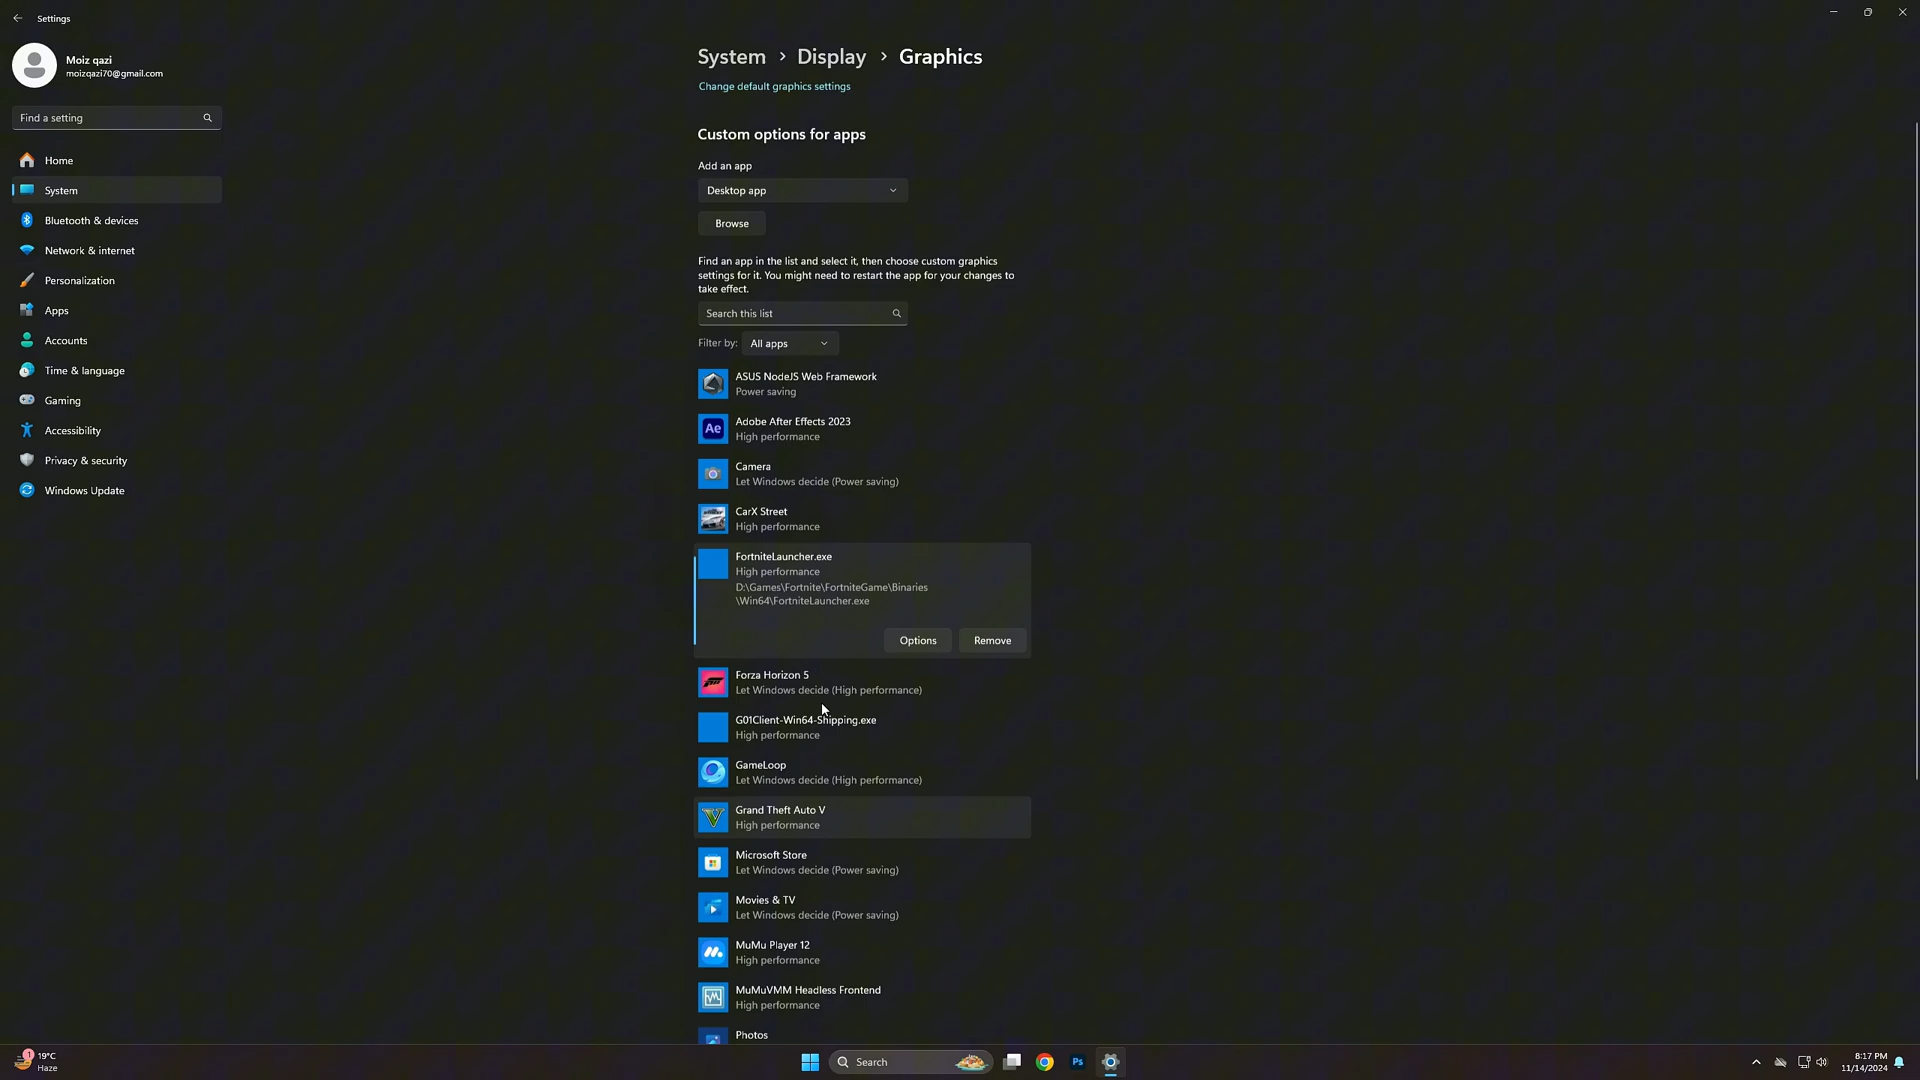 Settings
Moiz qazi
moizqazi70@gmail.com
Find a setting
Home
System
Bluetooth & devices
Network & internet
Personalization
Apps
Accounts
Time & language
Gaming
Accessibility
Privacy & security
Windows Update
System > Display > Graphics
Change default graphics settings
Custom options for apps
Add an app
Desktop app
Browse
Find an app in the list and select it, then choose custom graphics
settings for it. You might need to restart the app for your changes to
take effect.
Search this list
Filter by: All apps
ASUS NodeJS Web Framework
Power saving
Ae
Adobe After Effects 2023
High performance
Camera
Let Windows decide (Power saving)
CarX Street
High performance
FortniteLauncher.exe
High performance
D:\Games\Fortnite\FortniteGame\Binaries
\Win64\FortniteLauncher.exe
Options
Remove
Forza Horizon 5
Let Windows decide (High performance)
G01Client-Win64-Shipping.exe
High performance
GameLoop
Let Windows decide (High performance)
Grand Theft Auto V
High performance
Microsoft Store
Let Windows decide (Power saving)
Movies & TV
Let Windows decide (Power saving)
MuMu Player 12
High performance
MuMuVMM Headless Frontend
High performance
Photos
1
19°C
Haze
Search
Ps
8:17 PM
11/14/2024